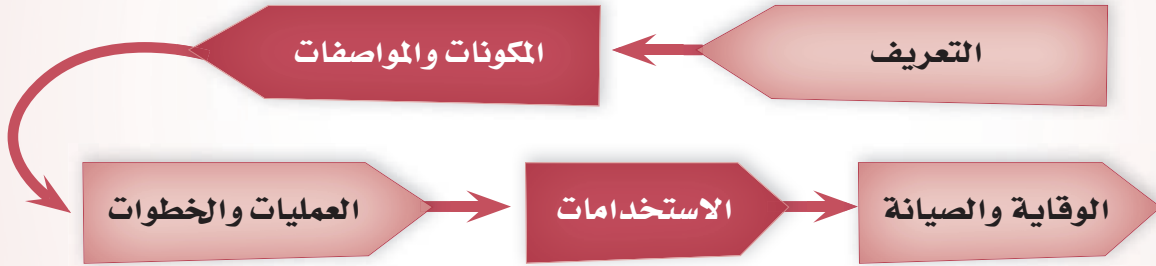 التعريف
المكونات والمواصفات
العمليات والخطوات
الاستخدامات
الوقاية والصيانة